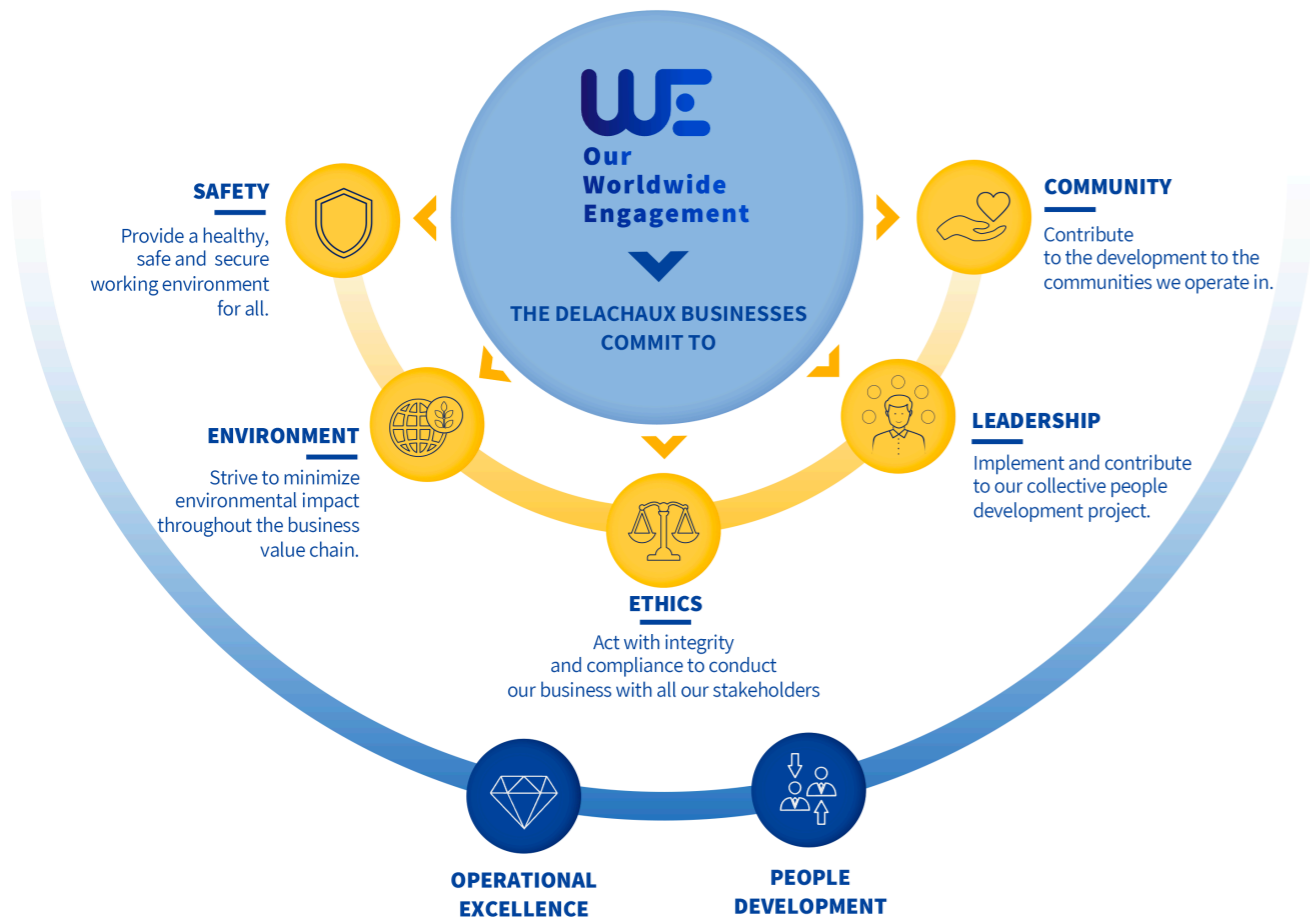 WE
Our
Worldwide
Engagement
THE DELACHAUX BUSINESSES
COMMIT TO
SAFETY
Provide a healthy,
safe and secure
working environment
for all.
ENVIRONMENT
Strive to minimize
environmental impact
throughout the business
value chain.
ETHICS
Act with integrity
and compliance to conduct
our business with all our stakeholders
LEADERSHIP
Implement and contribute
to our collective people
development project.
COMMUNITY
Contribute
to the development to the
communities we operate in.
OPERATIONAL
EXCELLENCE
PEOPLE
DEVELOPMENT